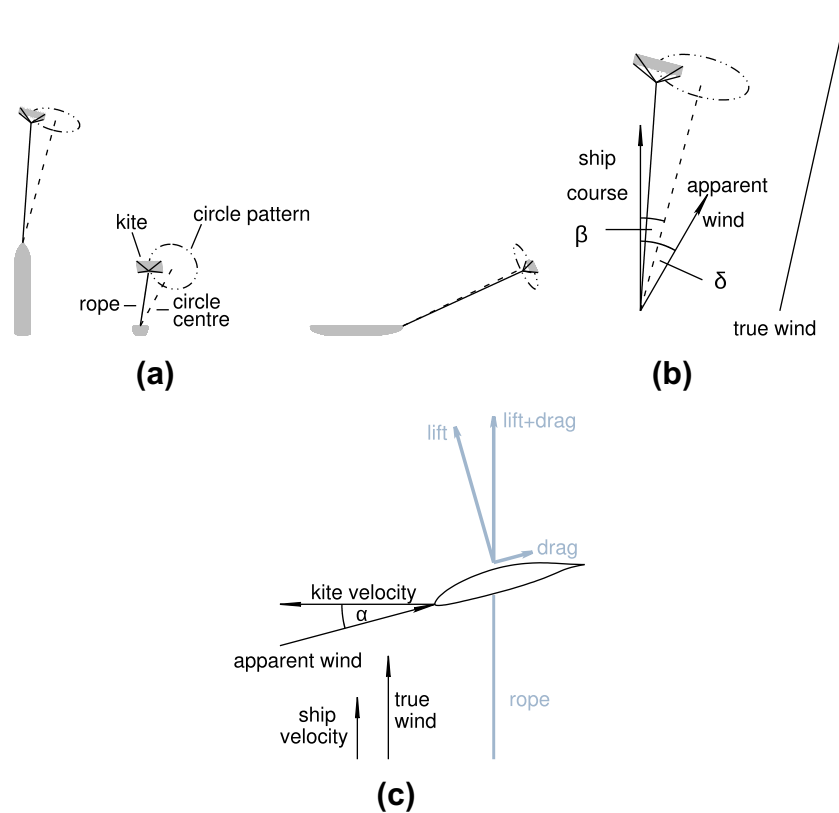 kite
circle pattern
rope
circle
centre
(a)
ship
course
apparent
wind
β
δ
true wind
(b)
lift
lift+drag
drag
kite velocity
α
apparent wind
ship
velocity
true
wind
rope
(c)